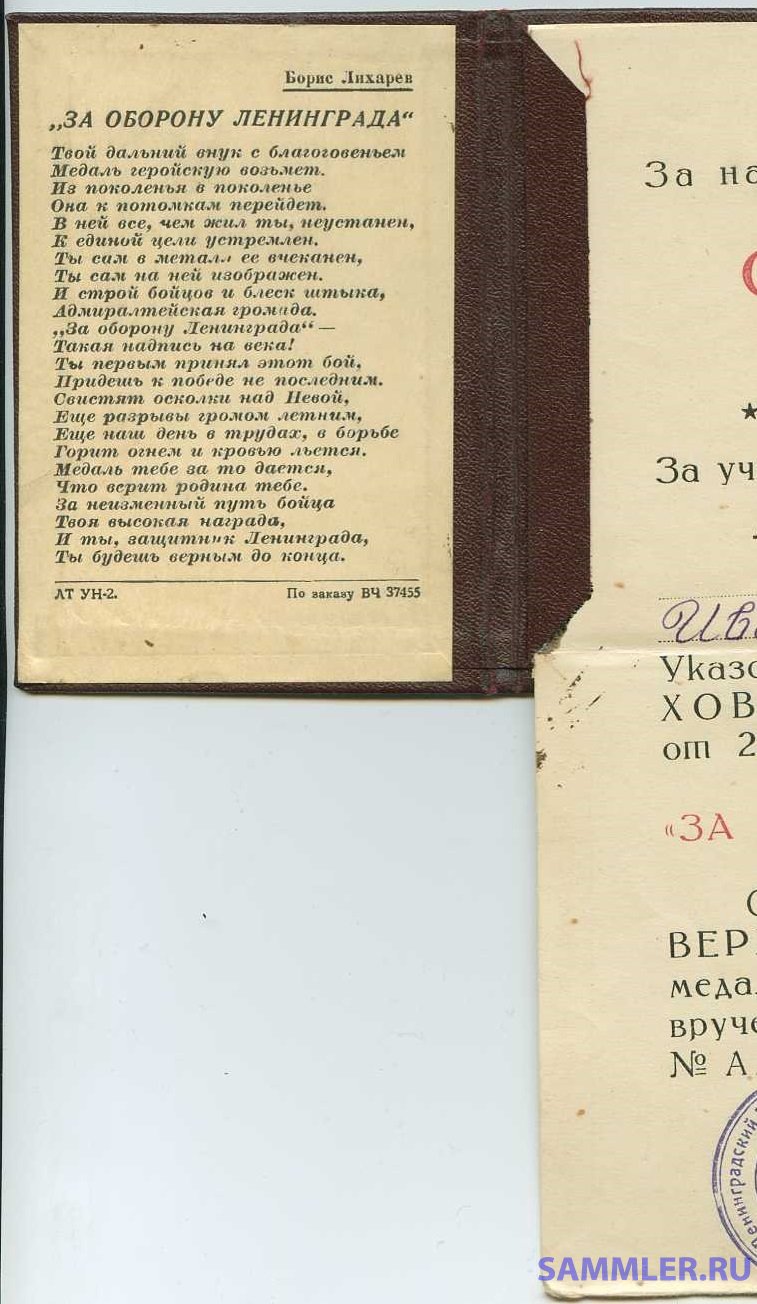 Борис Лихарев
„ЗА ОБОРОНУ ЛЕНИНГРАДА“
Твой дальний внук с благоговеньем
Медаль геройскую возьмет.
Из поколенья в поколенье
Она к потомкам перейдет.
В ней все, чем жил ты, неустанен,
К единой цели устремлен.
Ты сам в металл ее вчеканен,
Ты сам на ней изображен.
И строй бойцов и блеск штыка,
Адмиралтейская громада.
„За оборону Ленинграда“ —
Такая надпись на века!
Ты первым принял этот бой,
Придешь к победе не последним.
Свистят осколки над Невой,
Еще разрывы громом летним,
Еще наш день в трудах, в борьбе
Горит огнем и кровью льется.
Медаль тебе за то дается,
Что верит родина тебе.
За неизменный путь бойца
Твоя высокая награда,
И ты, защитник Ленинграда,
Ты будешь верным до конца.
ЛТ УН-2. По заказу ВЧ 37455
За на
★
За уч
Ив
Указо
ХОВ
от 2
«ЗА
ВЕР
меда
вруче
№ А
Ленинградский
SAMMLER.RU